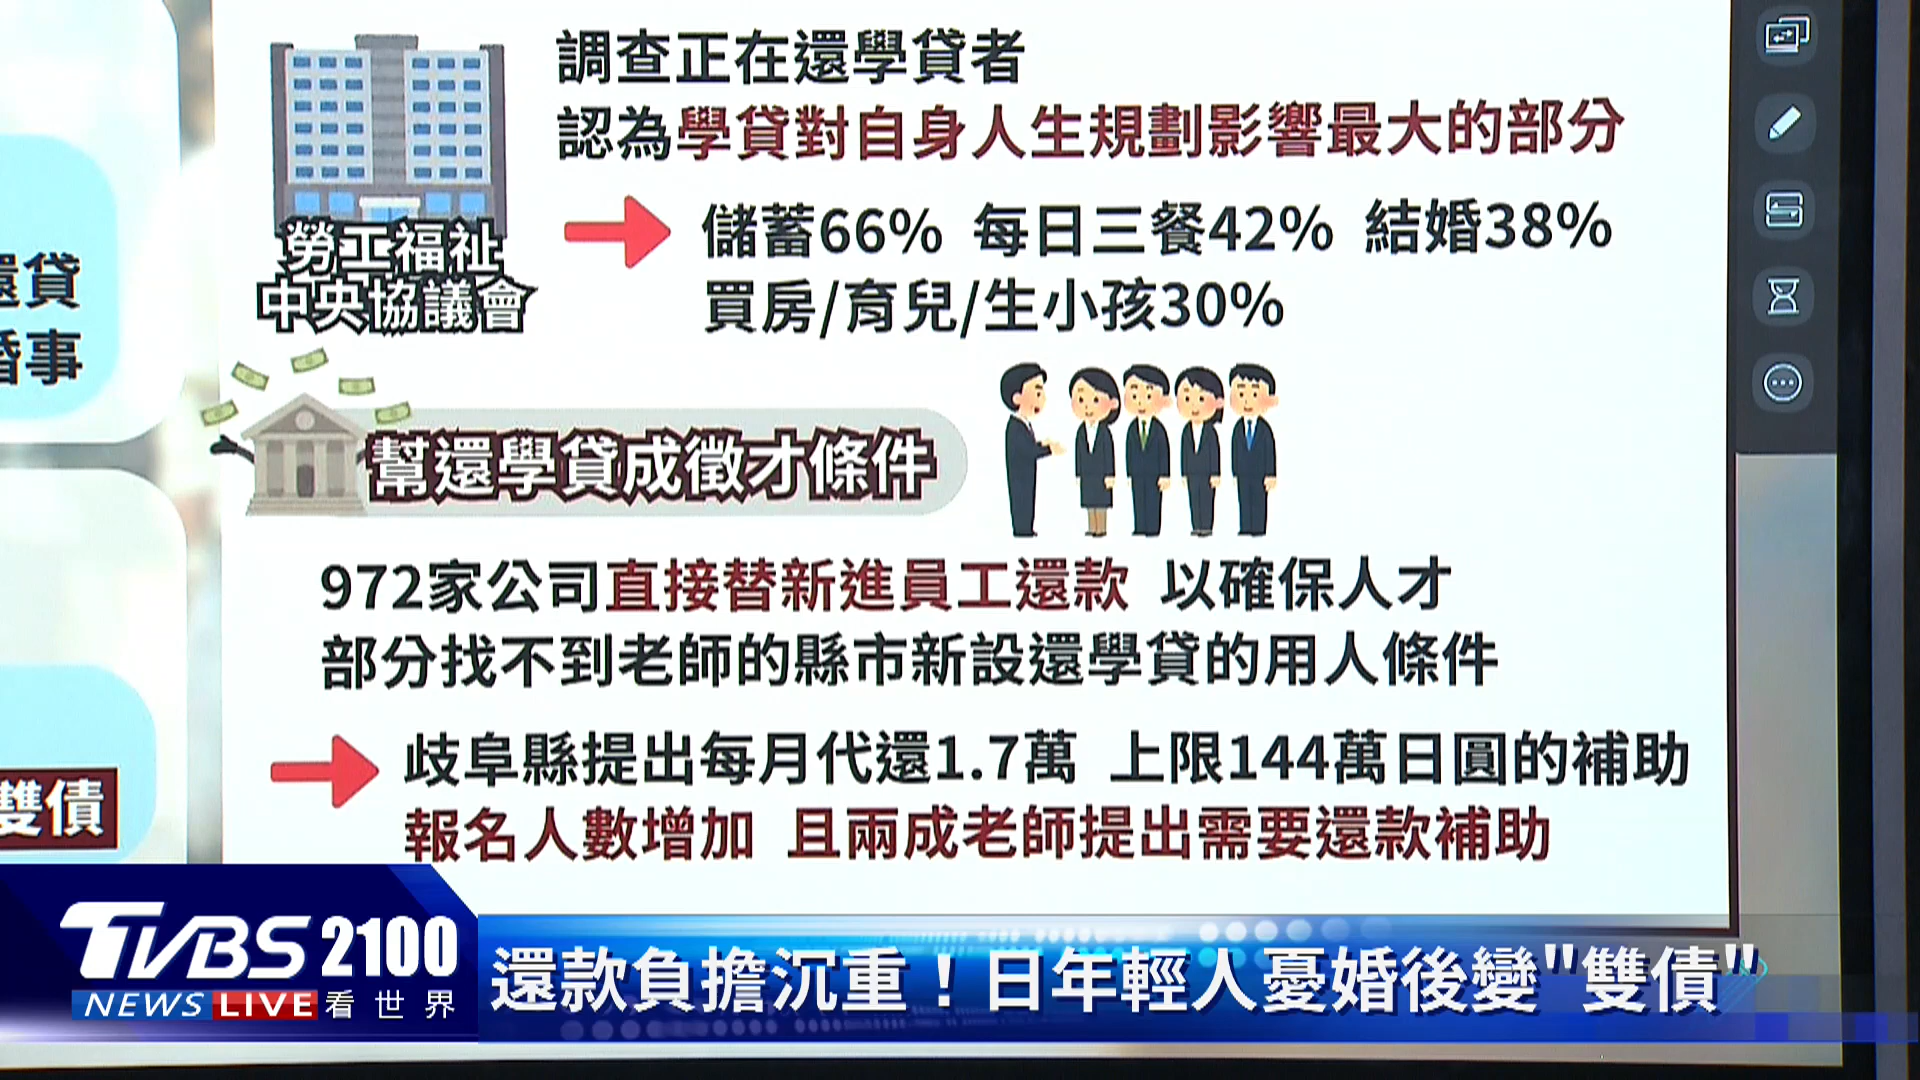 調查正在還學貸者
認為學貸對自身人生規劃影響最大的部分
儲蓄66% 每日三餐42% 結婚38%
買房/育兒/生小孩30%
勞工福祉
中央協議會
還貸
婚事
幫還學貸成徵才條件
972家公司直接替新進員工還款 以確保人才
部分找不到老師的縣市新設還學貸的用人條件
歧阜縣提出每月代還1.7萬 上限144萬日圓的補助
報名人數增加 且兩成老師提出需要還款補助
雙債
TVBS 2100
NEWS LIVE 看世界
還款負擔沉重！日年輕人憂婚後變"雙債"